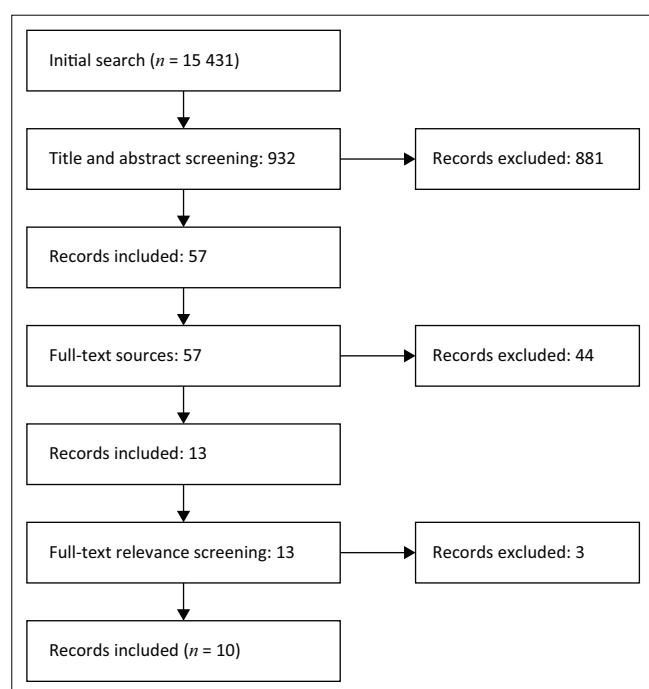 Initial search (n = 15 431)
Title and abstract screening: 932
Records excluded: 881
Records included: 57
Full-text sources: 57
Records excluded: 44
Records included: 13
Full-text relevance screening: 13
Records excluded: 3
Records included (n = 10)